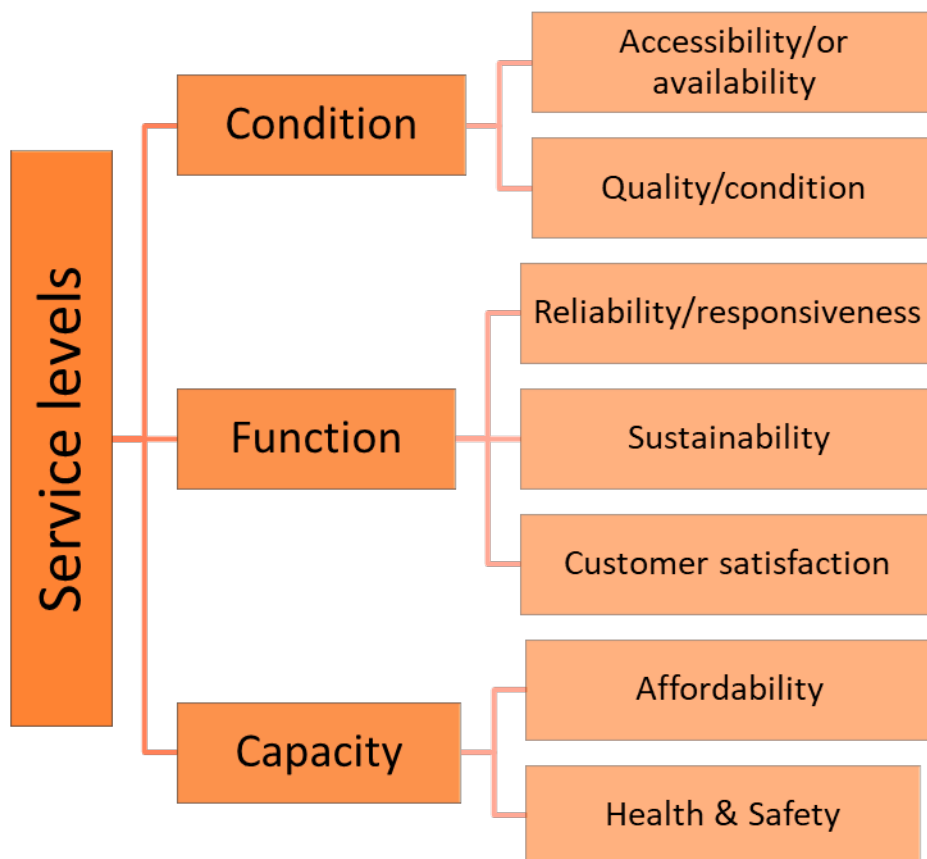 Service levels
Condition
Accessibility/or
availability
Quality/condition
Function
Reliability/responsiveness
Sustainability
Customer satisfaction
Capacity
Affordability
Health & Safety